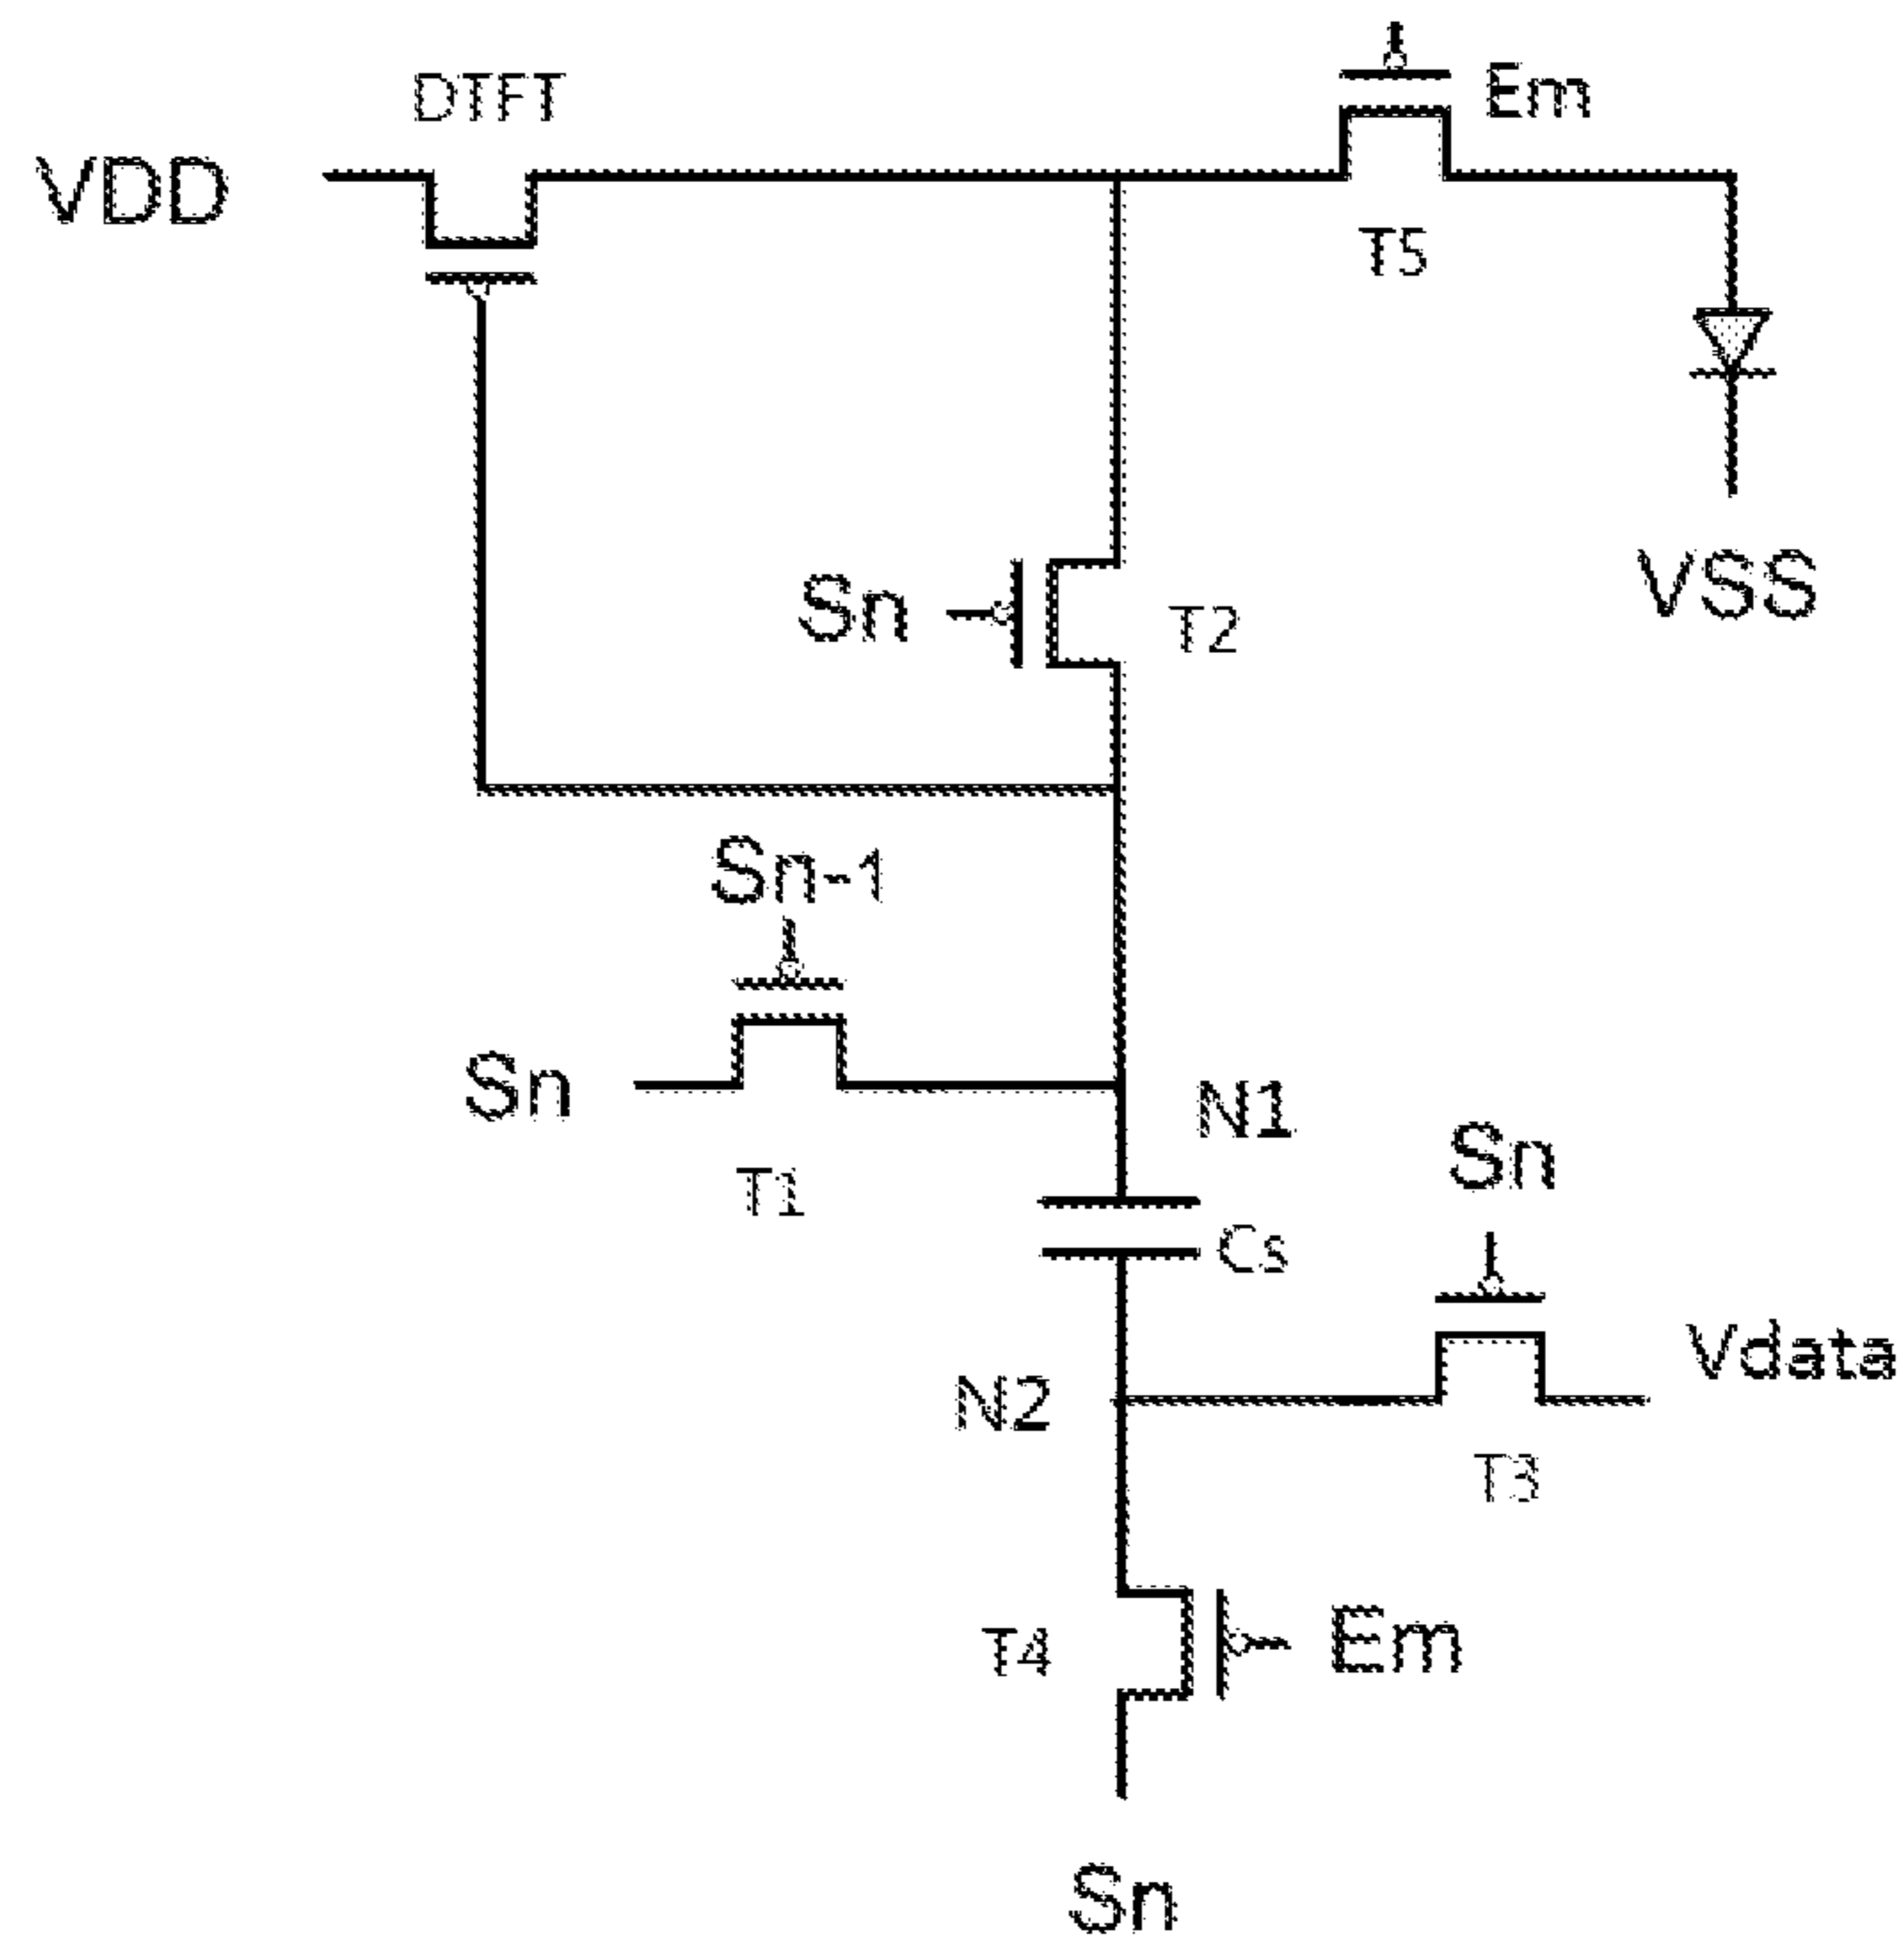 DTFT
Em
VDD
T5
Sn
T2
VSS
Sn-1
Sn
N1
T1
Sn
Cs
Vdata
N2
T3
T4
Em
Sn